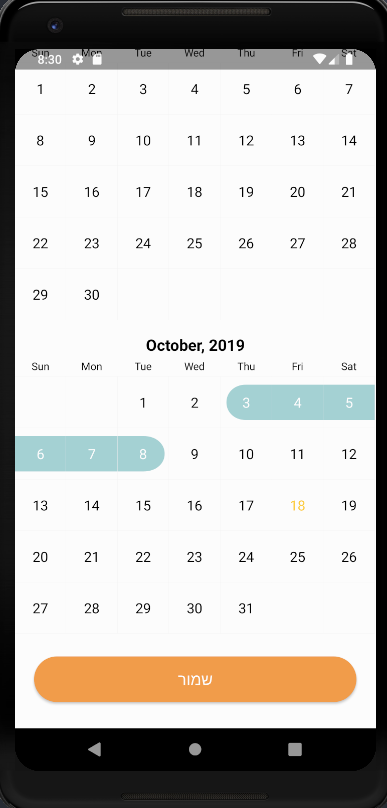 8:30
Sun Mon Tue Wed Thu Fri Sat
1 2 3 4 5 6 7
8 9 10 11 12 13 14
15 16 17 18 19 20 21
22 23 24 25 26 27 28
29 30
October, 2019
Sun Mon Tue Wed Thu Fri Sat
1 2 3 4 5
6 7 8 9 10 11 12
13 14 15 16 17 18 19
20 21 22 23 24 25 26
27 28 29 30 31
שמור